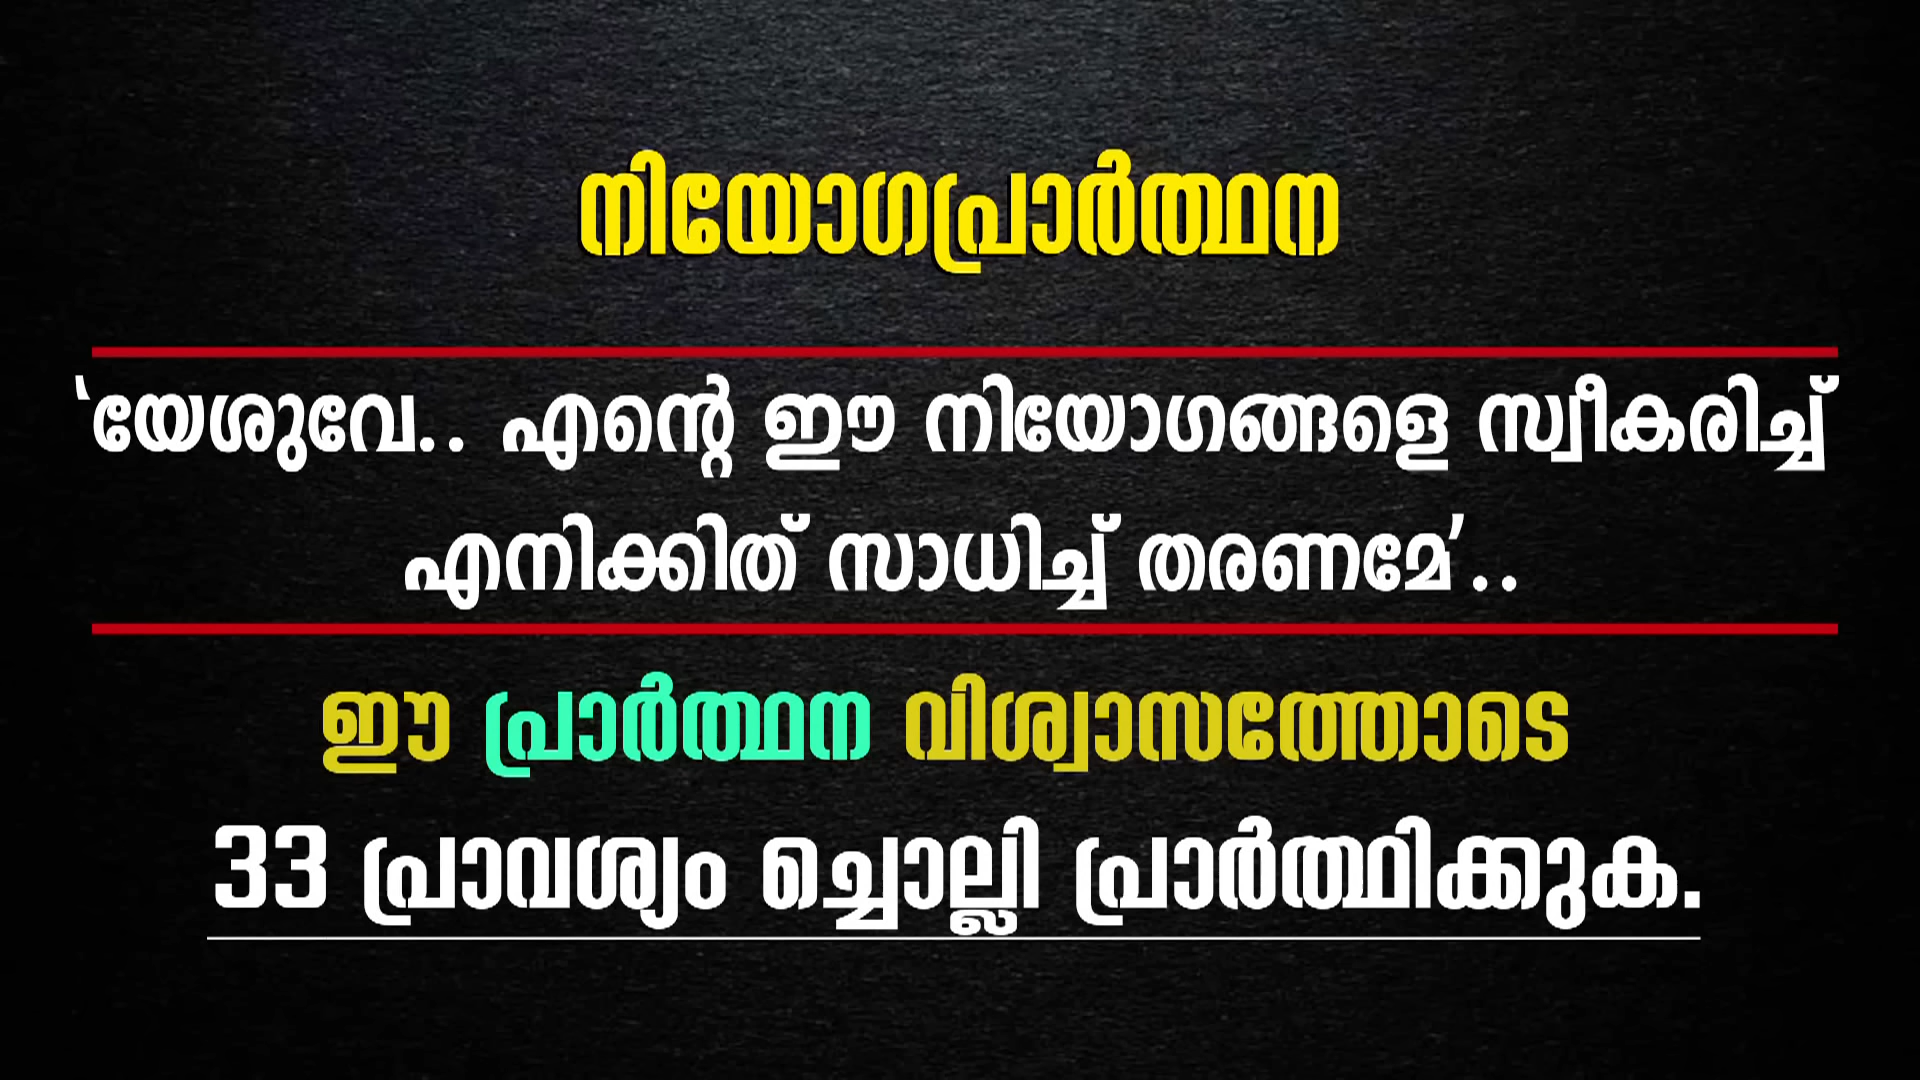 നിയോഗപ്രാർത്ഥന
‘യേശുവേ.. എന്റെ ഈ നിയോഗങ്ങളെ സ്വീകരിച്ച്
എനിക്കിത് സാധിച്ച് തരണമേ’..
ഈ പ്രാർത്ഥന വിശ്വാസത്തോടെ
33 പ്രാവശ്യം ച്ചൊല്ലി പ്രാർത്ഥിക്കുക.